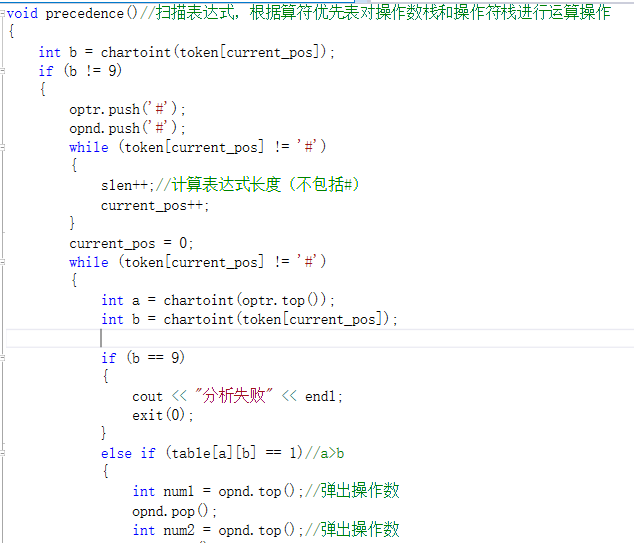 void precedence()//扫描表达式，根据算符优先表对操作数栈和操作符栈进行运算操作
{
    int b = chartoint(token[current_pos]);
    if (b != 9)
    {
        optr.push('#');
        opnd.push('#');
        while (token[current_pos] != '#')
        {
            slen++;//计算表达式长度（不包括#）
            current_pos++;
        }
        current_pos = 0;
        while (token[current_pos] != '#')
        {
            int a = chartoint(optr.top());
            int b = chartoint(token[current_pos]);
            if (b == 9)
            {
                cout << "分析失败" << endl;
                exit(0);
            }
            else if (table[a][b] == 1)//a>b
            {
                int num1 = opnd.top();//弹出操作数
                opnd.pop();
                int num2 = opnd.top();//弹出操作数